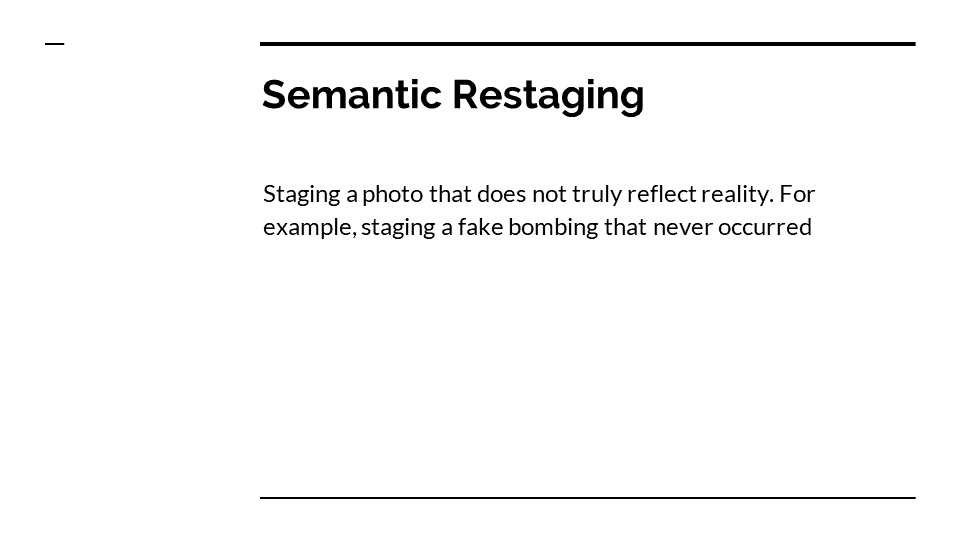 Semantic Restaging
Staging a photo that does not truly reflect reality. For
example, staging a fake bombing that never occurred